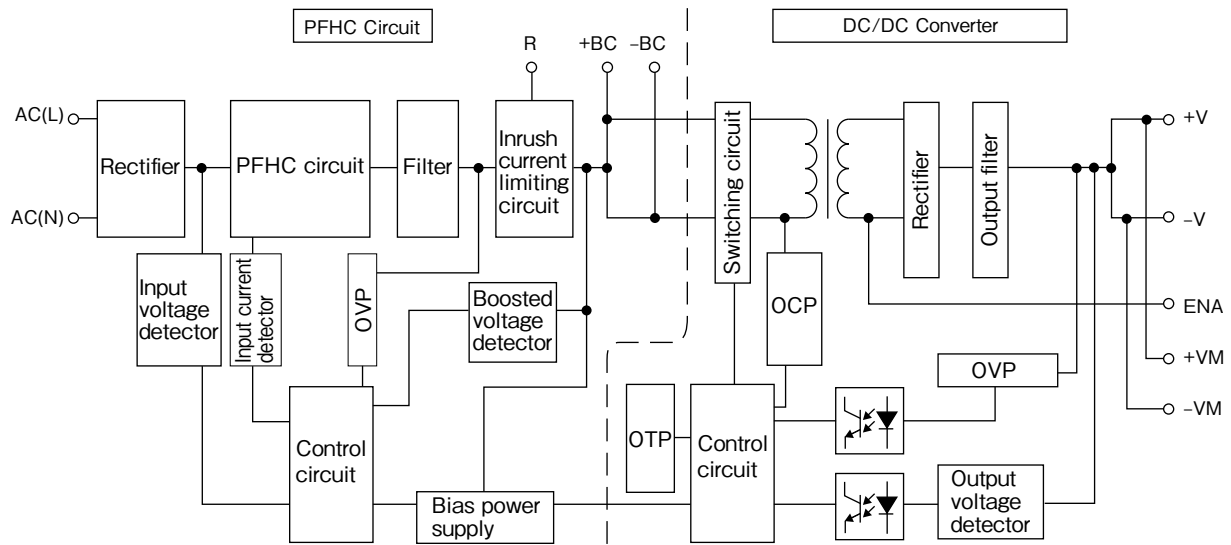 PFHC Circuit
DC/DC Converter
R
+BC
−BC
AC(L)
AC(N)
Rectifier
PFHC circuit
Filter
Inrush
current
limiting
circuit
Switching circuit
Rectifier
Output filter
+V
−V
ENA
+VM
−VM
Input
voltage
detector
Input current
detector
OVP
Boosted
voltage
detector
OCP
OVP
Control
circuit
OTP
Control
circuit
Bias power
supply
Output
voltage
detector